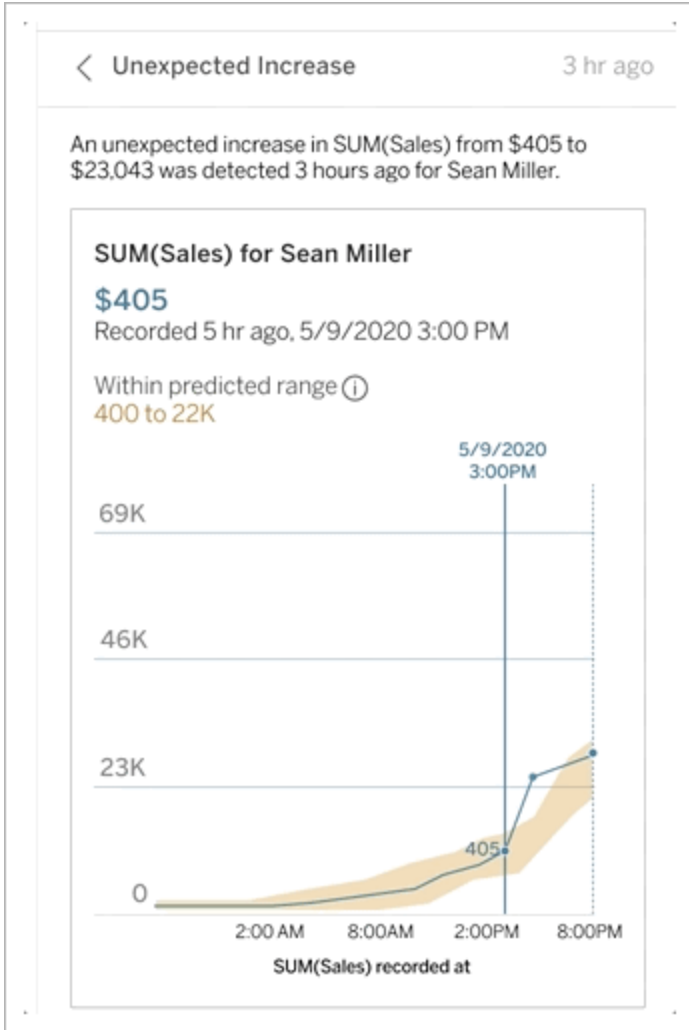 Unexpected Increase
3 hr ago
An unexpected increase in SUM(Sales) from $405 to
$23,043 was detected 3 hours ago for Sean Miller.
SUM(Sales) for Sean Miller
$405
Recorded 5 hr ago, 5/9/2020 3:00 PM
Within predicted range
400 to 22K
5/9/2020
3:00PM
69K
46K
23K
405
0
2:00 AM 8:00AM 2:00PM 8:00PM
SUM(Sales) recorded at